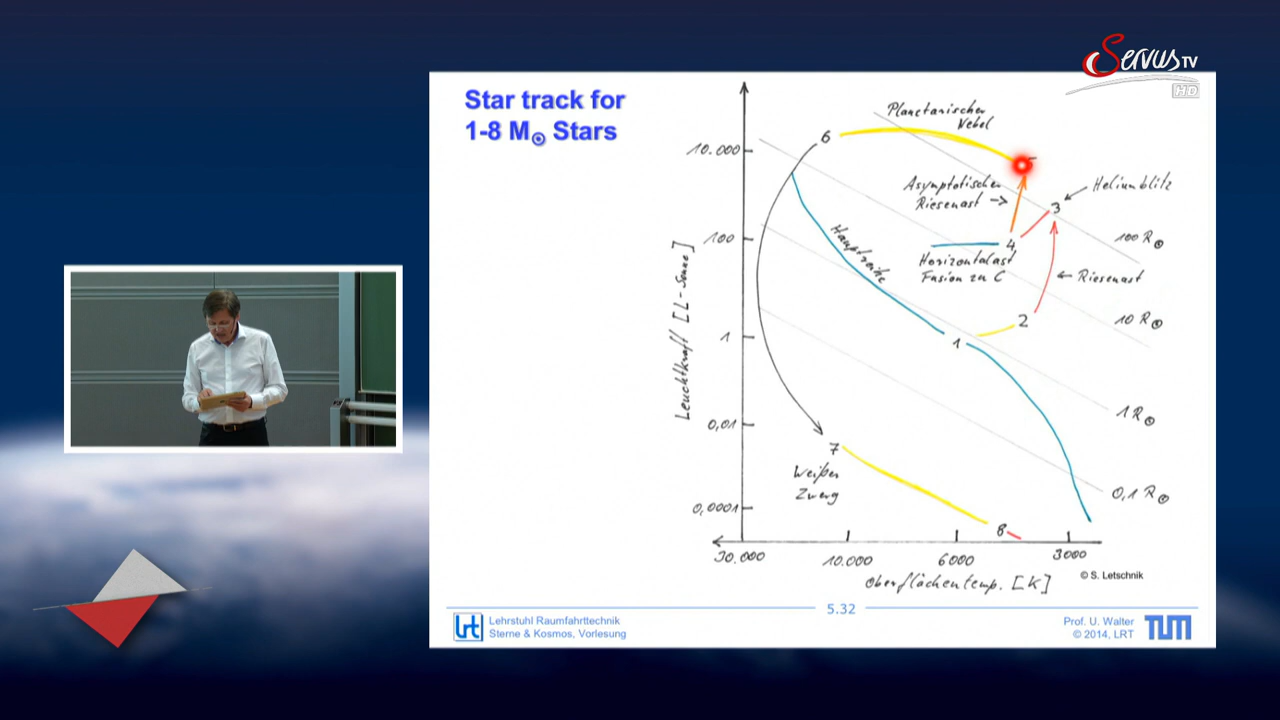 Servus TV
HD
Star track for
1-8 M☉ Stars
Planetarischer
Nebel
6
10.000
Asymptotischer
Riesenast
Heliumblitz
3
100
4
100 R☉
Hauptreihe
Horizontalast
Fusion zu C
Riesenast
Leuchtkraft [L-Sonne]
2
10 R☉
1
1
1 R☉
0,01
7
Weißer
Zwerg
0,1 R☉
0,0001
8
30.000
10.000
6000
3000
Oberflächentemp. [K]
© S. Letschnik
5.32
lrt
Lehrstuhl Raumfahrttechnik
Sterne & Kosmos, Vorlesung
Prof. U. Walter
© 2014, LRT
TUM